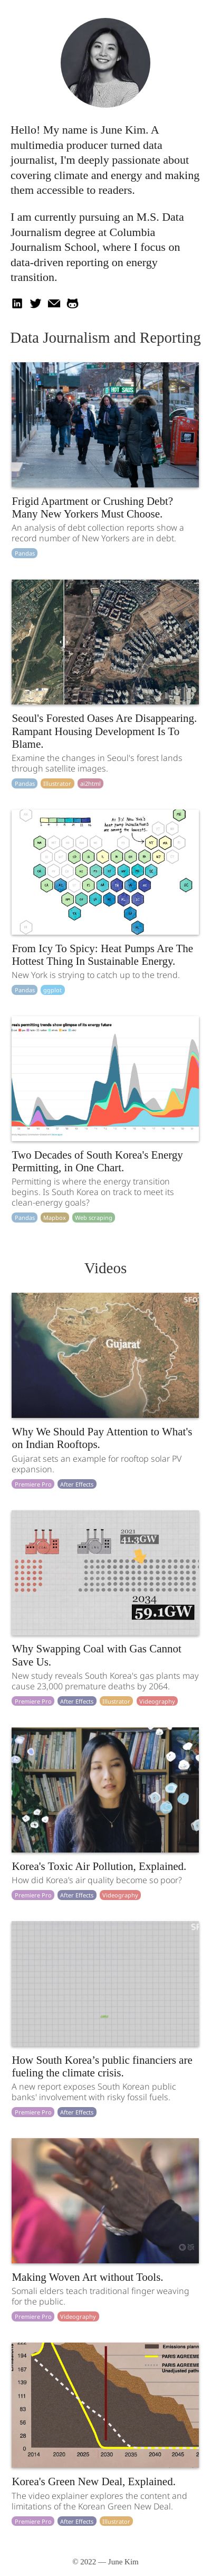 Hello! My name is June Kim. A
multimedia producer turned data
journalist, I'm deeply passionate about
covering climate and energy and making
them accessible to readers.
I am currently pursuing an M.S. Data
Journalism degree at Columbia
Journalism School, where I focus on
data-driven reporting on energy
transition.
Data Journalism and Reporting
Frigid Apartment or Crushing Debt?
Many New Yorkers Must Choose.
An analysis of debt collection reports show a
record number of New Yorkers are in debt.
Pandas
Seoul's Forested Oases Are Disappearing.
Rampant Housing Development Is To
Blame.
Examine the changes in Seoul's forest lands
through satellite images.
Pandas Illustrator ai2html
From Icy To Spicy: Heat Pumps Are The
Hottest Thing In Sustainable Energy.
New York is strying to catch up to the trend.
Pandas ggplot
Two Decades of South Korea's Energy
Permitting, in One Chart.
Permitting is where the energy transition
begins. Is South Korea on track to meet its
clean-energy goals?
Pandas Mapbox Web scraping
Videos
Gujarat
Why We Should Pay Attention to What's
on Indian Rooftops.
Gujarat sets an example for rooftop solar PV
expansion.
Premiere Pro After Effects
2021
41.3GW
2034
59.1GW
Why Swapping Coal with Gas Cannot
Save Us.
New study reveals South Korea's gas plants may
cause 23,000 premature deaths by 2064.
Premiere Pro After Effects Illustrator Videography
Korea's Toxic Air Pollution, Explained.
How did Korea's air quality become so poor?
Premiere Pro After Effects Videography
How South Korea’s public financiers are
fueling the climate crisis.
A new report exposes South Korean public
banks' involvement with risky fossil fuels.
Premiere Pro After Effects
Making Woven Art without Tools.
Somali elders teach traditional finger weaving
for the public.
Premiere Pro Videography
Emissions plann
PARIS AGREEME
PARIS AGREEME
Unadjusted path
194
167
139
111
83
56
28
0
2014 2020 2025 2030 2035 2040 2045
Korea's Green New Deal, Explained.
The video explainer explores the content and
limitations of the Korean Green New Deal.
Premiere Pro After Effects Illustrator
© 2022 — June Kim